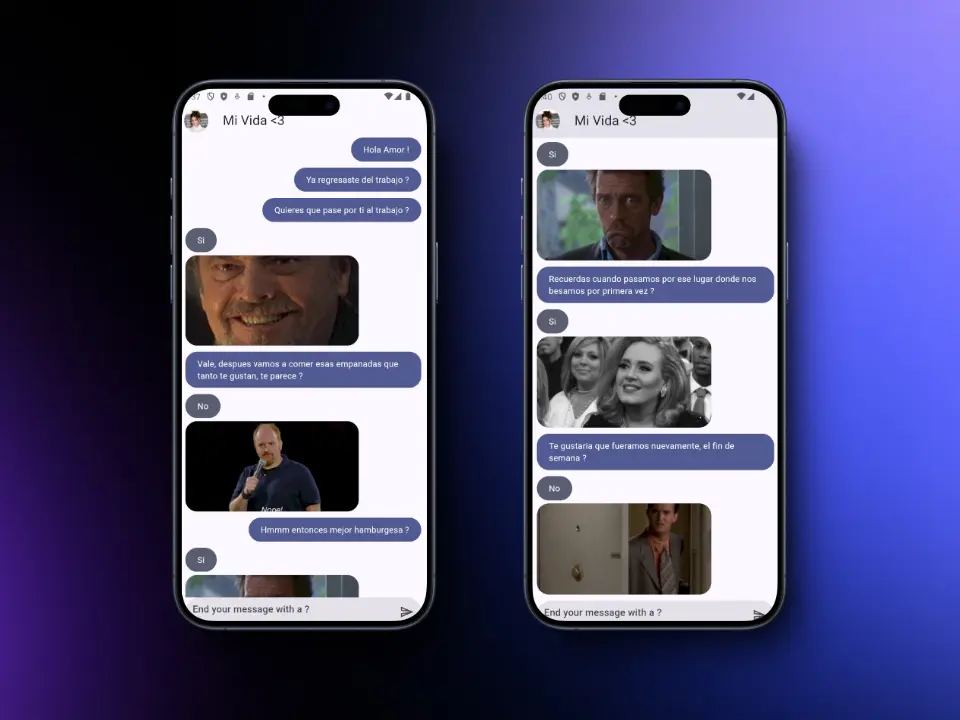 Mi Vida <3
Hola Amor !
Ya regresaste del trabajo ?
Quieres que pase por ti al trabajo ?
Si
Vale, despues vamos a comer esas empanadas que
tanto te gustan, te parece ?
No
Nope!
Hmmm entonces mejor hamburgesa ?
Si
End your message with a ?
Mi Vida <3
Si
Recuerdas cuando pasamos por ese lugar donde nos
besamos por primera vez ?
Si
Te gustaria que fueramos nuevamente, el fin de
semana ?
No
End your message with a ?